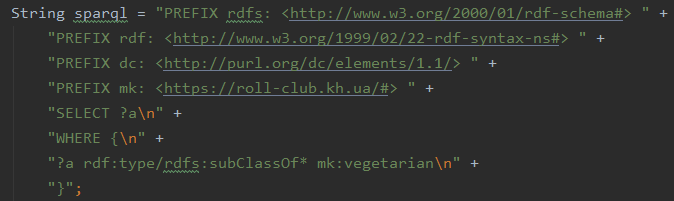 String sparql = "PREFIX rdfs: <http://www.w3.org/2000/01/rdf-schema#> " +
"PREFIX rdf: <http://www.w3.org/1999/02/22-rdf-syntax-ns#> " +
"PREFIX dc: <http://purl.org/dc/elements/1.1/> " +
"PREFIX mk: <https://roll-club.kh.ua/#> " +
"SELECT ?a\n" +
"WHERE {\n" +
"?a rdf:type/rdfs:subClassOf* mk:vegetarian\n" +
"}";